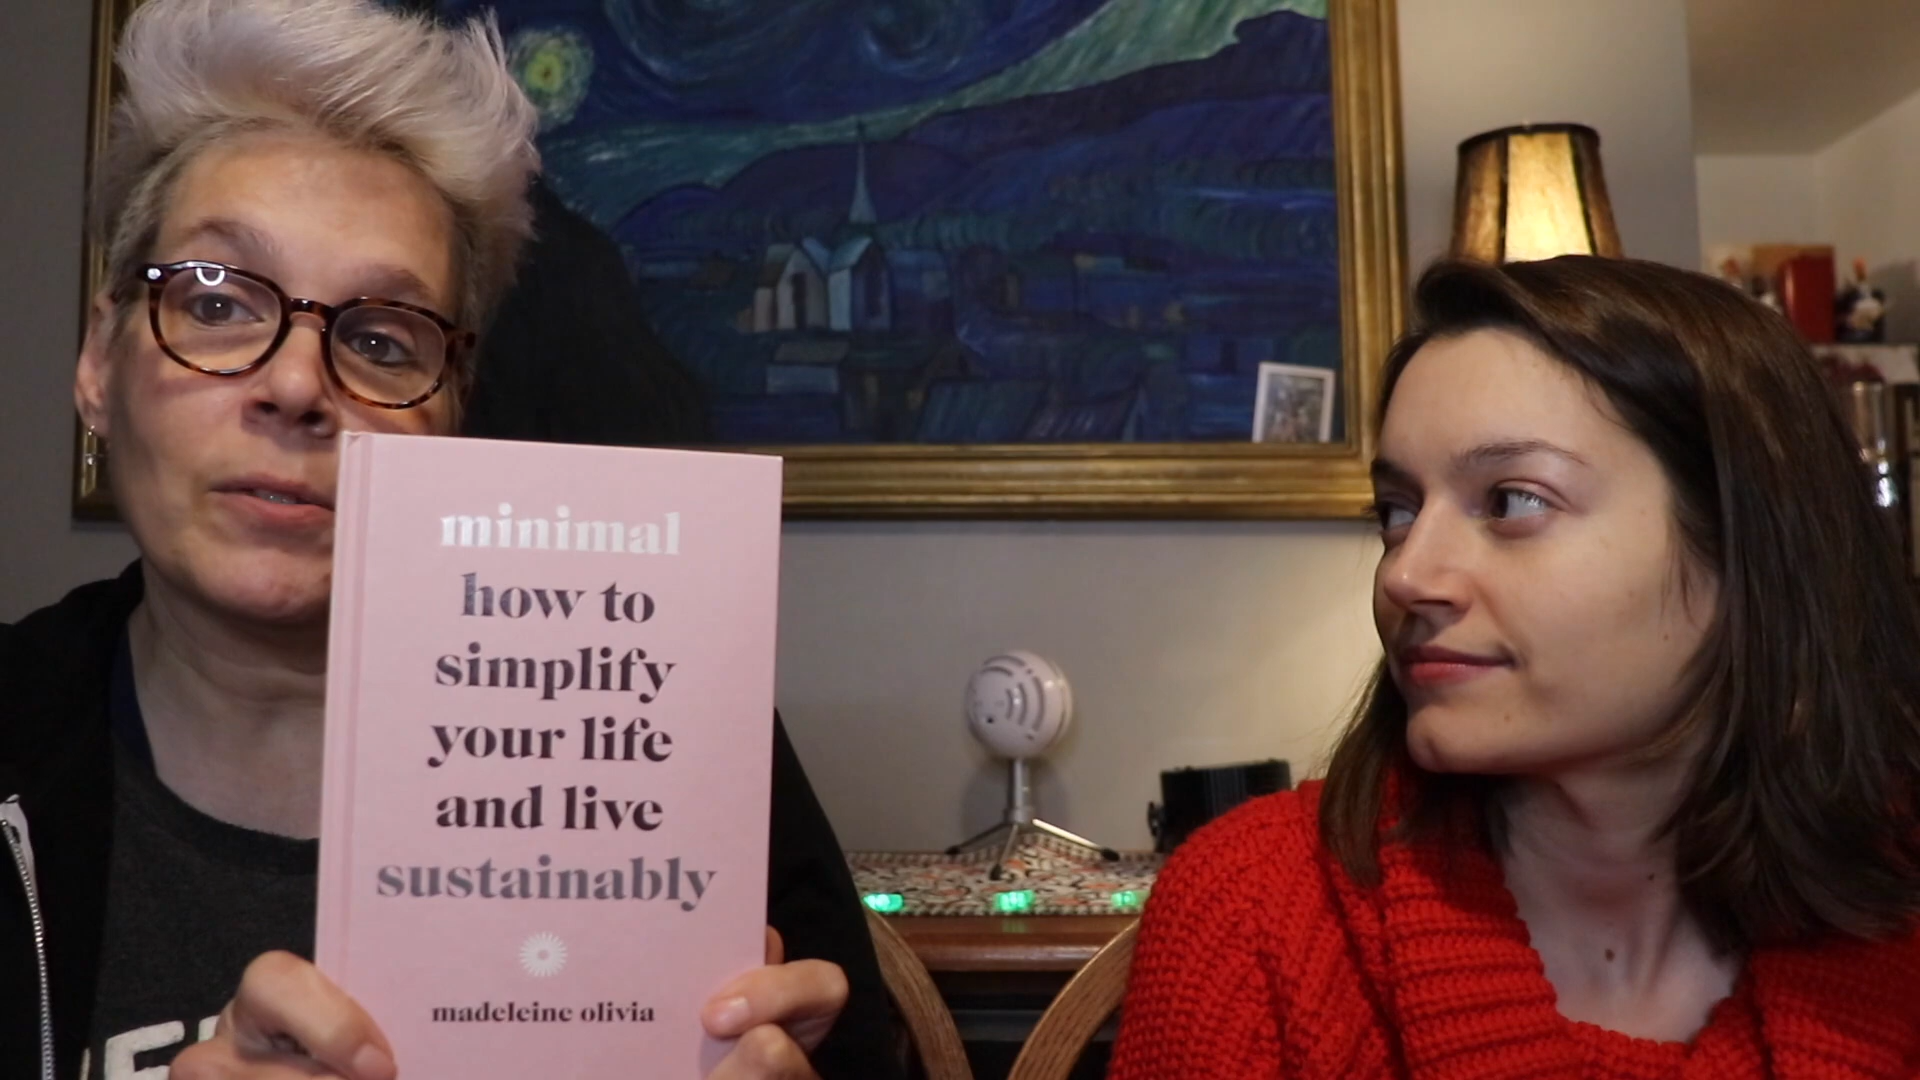 minimal
how to
simplify
your life
and live
sustainably
madeleine olivia